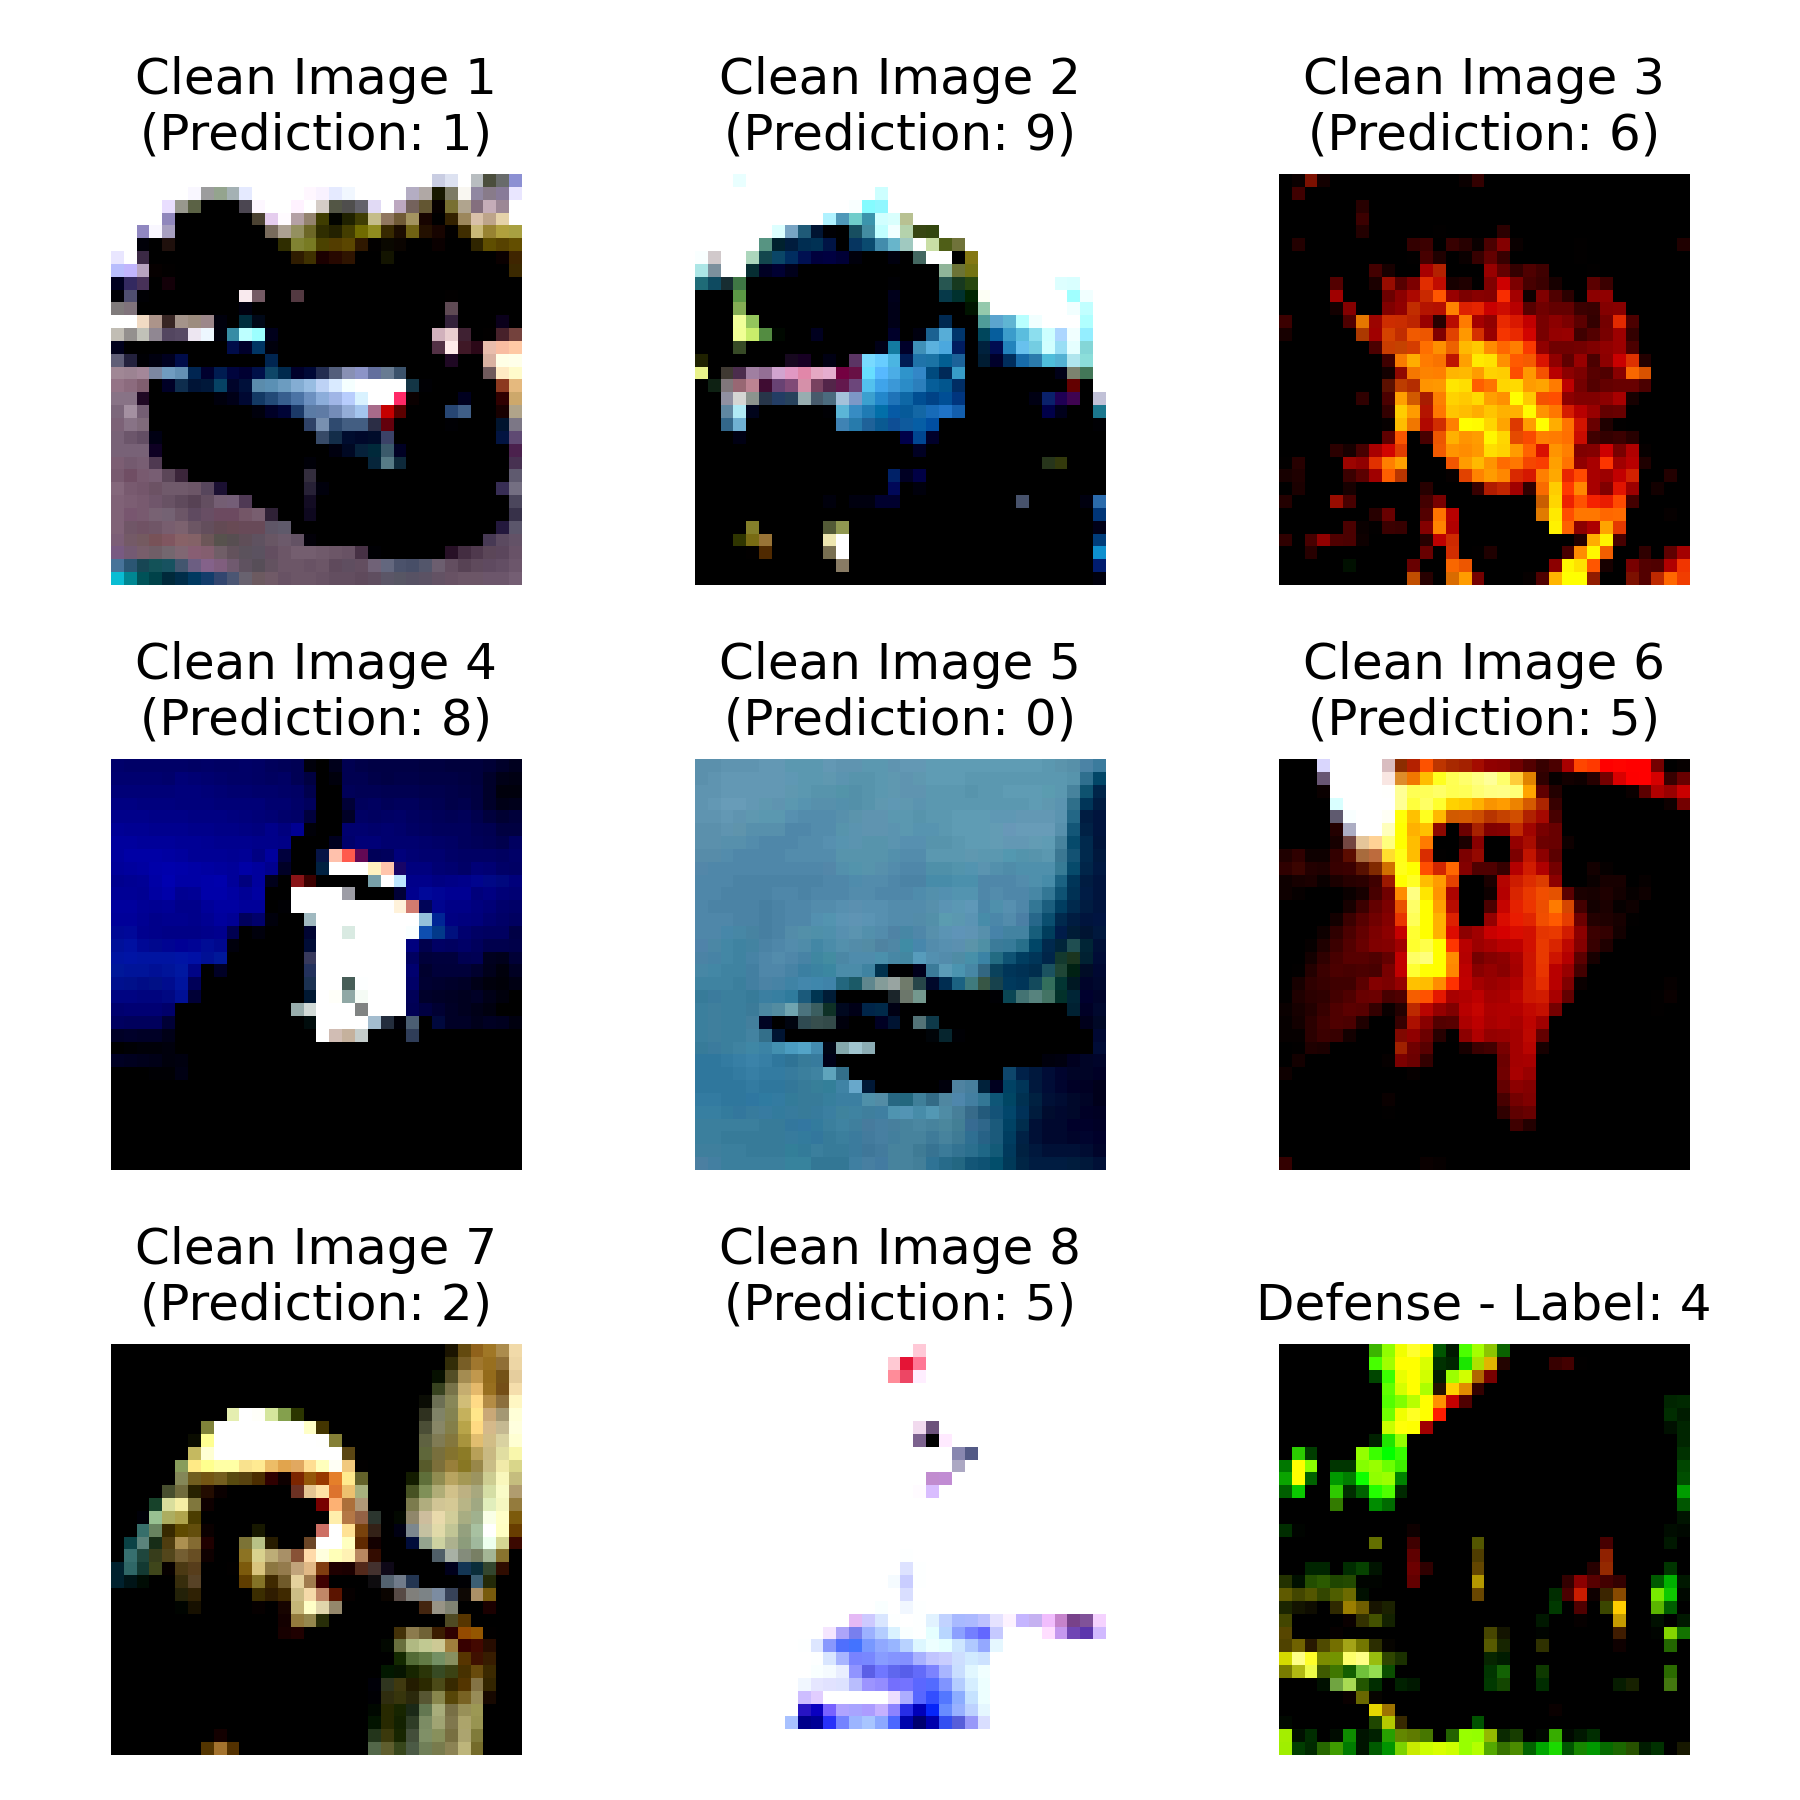 Clean Image 1
(Prediction: 1)
Clean Image 2
(Prediction: 9)
Clean Image 3
(Prediction: 6)
Clean Image 4
(Prediction: 8)
Clean Image 5
(Prediction: 0)
Clean Image 6
(Prediction: 5)
Clean Image 7
(Prediction: 2)
Clean Image 8
(Prediction: 5)
Defense - Label: 4